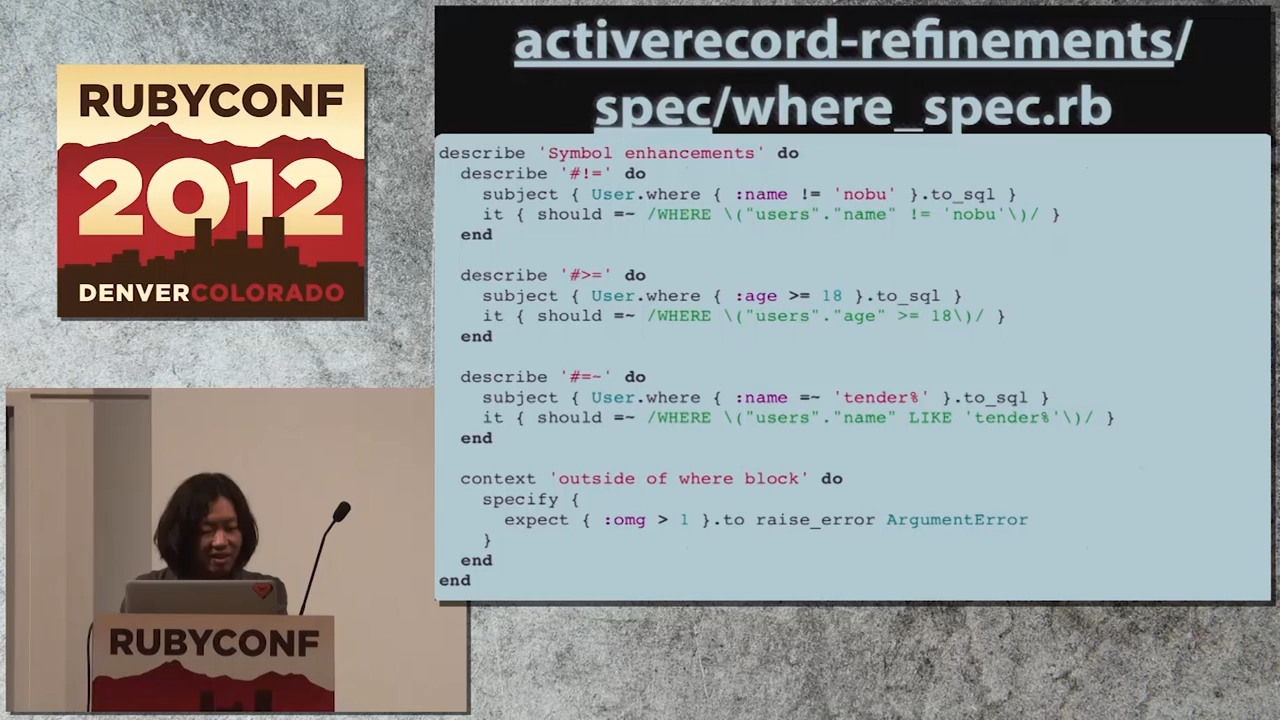 RUBYCONF
2012
DENVERCOLORADO
activerecord-refinements/
spec/where_spec.rb
describe 'Symbol enhancements' do
  describe '#!=' do
    subject { User.where { :name != 'nobu' }.to_sql }
    it { should =~ /WHERE \("users"."name" != 'nobu'\)/ }
  end

  describe '#>=' do
    subject { User.where { :age >= 18 }.to_sql }
    it { should =~ /WHERE \("users"."age" >= 18\)/ }
  end

  describe '#=~' do
    subject { User.where { :name =~ 'tender%' }.to_sql }
    it { should =~ /WHERE \("users"."name" LIKE 'tender%'\)/ }
  end

  context 'outside of where block' do
    specify {
      expect { :omg > 1 }.to raise_error ArgumentError
    }
  end
end
RUBYCONF